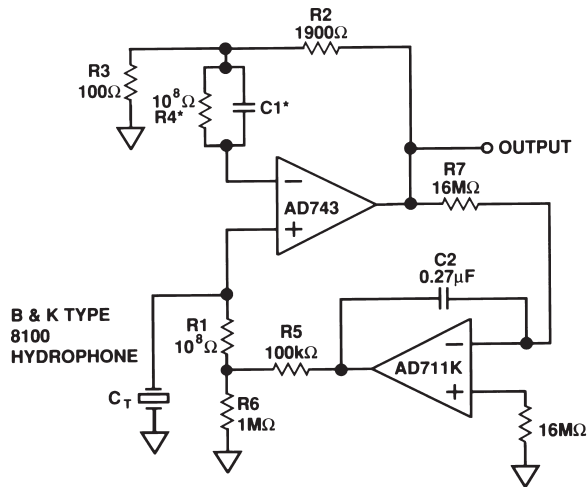 R2
1900Ω
R3
100Ω
10⁸Ω
R4*
C1*
OUTPUT
R7
16MΩ
–
AD743
+
C2
0.27µF
B & K TYPE
8100
HYDROPHONE
R1
10⁸Ω
R5
100kΩ
–
AD711K
+
CT
R6
1MΩ
16MΩ